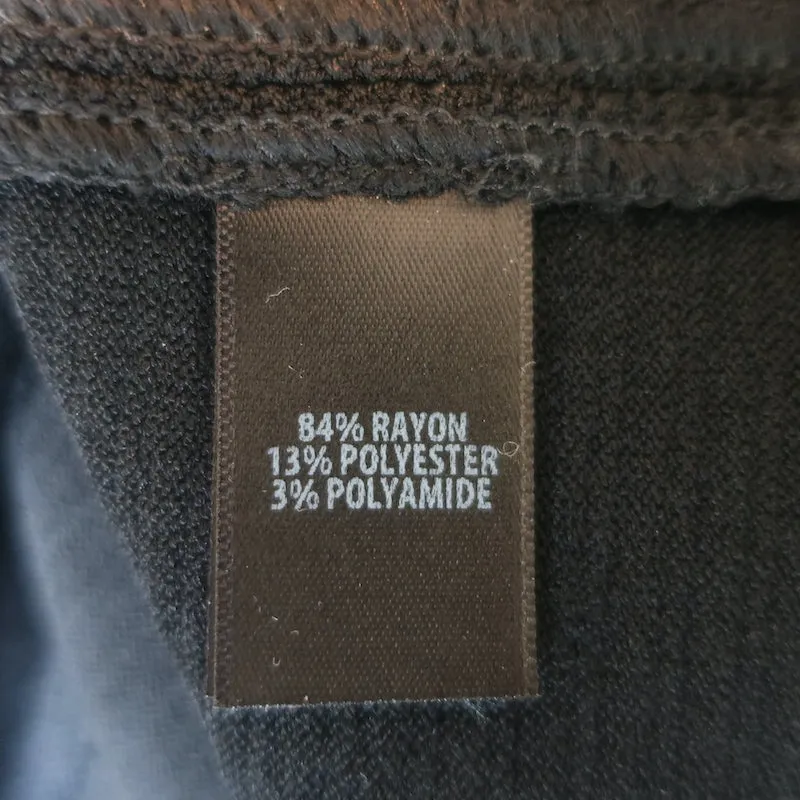 84% RAYON
13% POLYESTER
3% POLYAMIDE